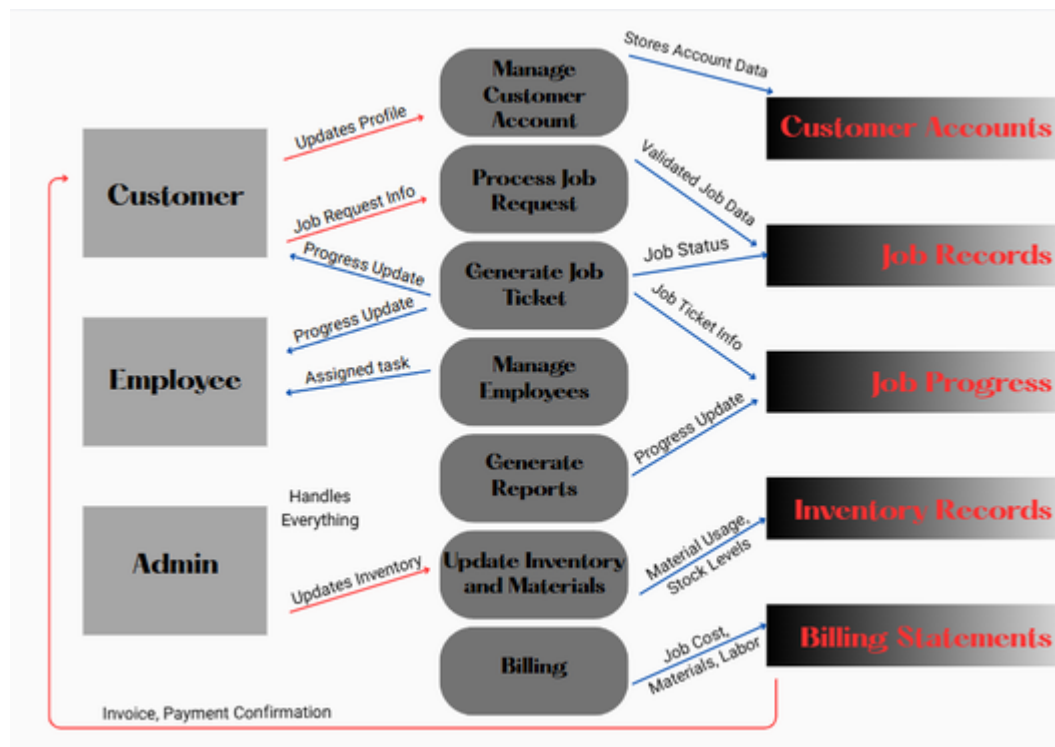 Manage
Customer
Account
Process Job
Request
Generate Job
Ticket
Manage
Employees
Generate
Reports
Update Inventory
and Materials
Billing
Customer
Employee
Admin
Handles
Everything
Updates Profile
Job Request Info
Progress Update
Progress Update
Assigned task
Updates Inventory
Stores Account Data
Validated Job Data
Job Status
Job Ticket Info
Progress Update
Material Usage,
Stock Levels
Job Cost,
Materials, Labor
Customer Accounts
Job Records
Job Progress
Inventory Records
Billing Statements
Invoice, Payment Confirmation